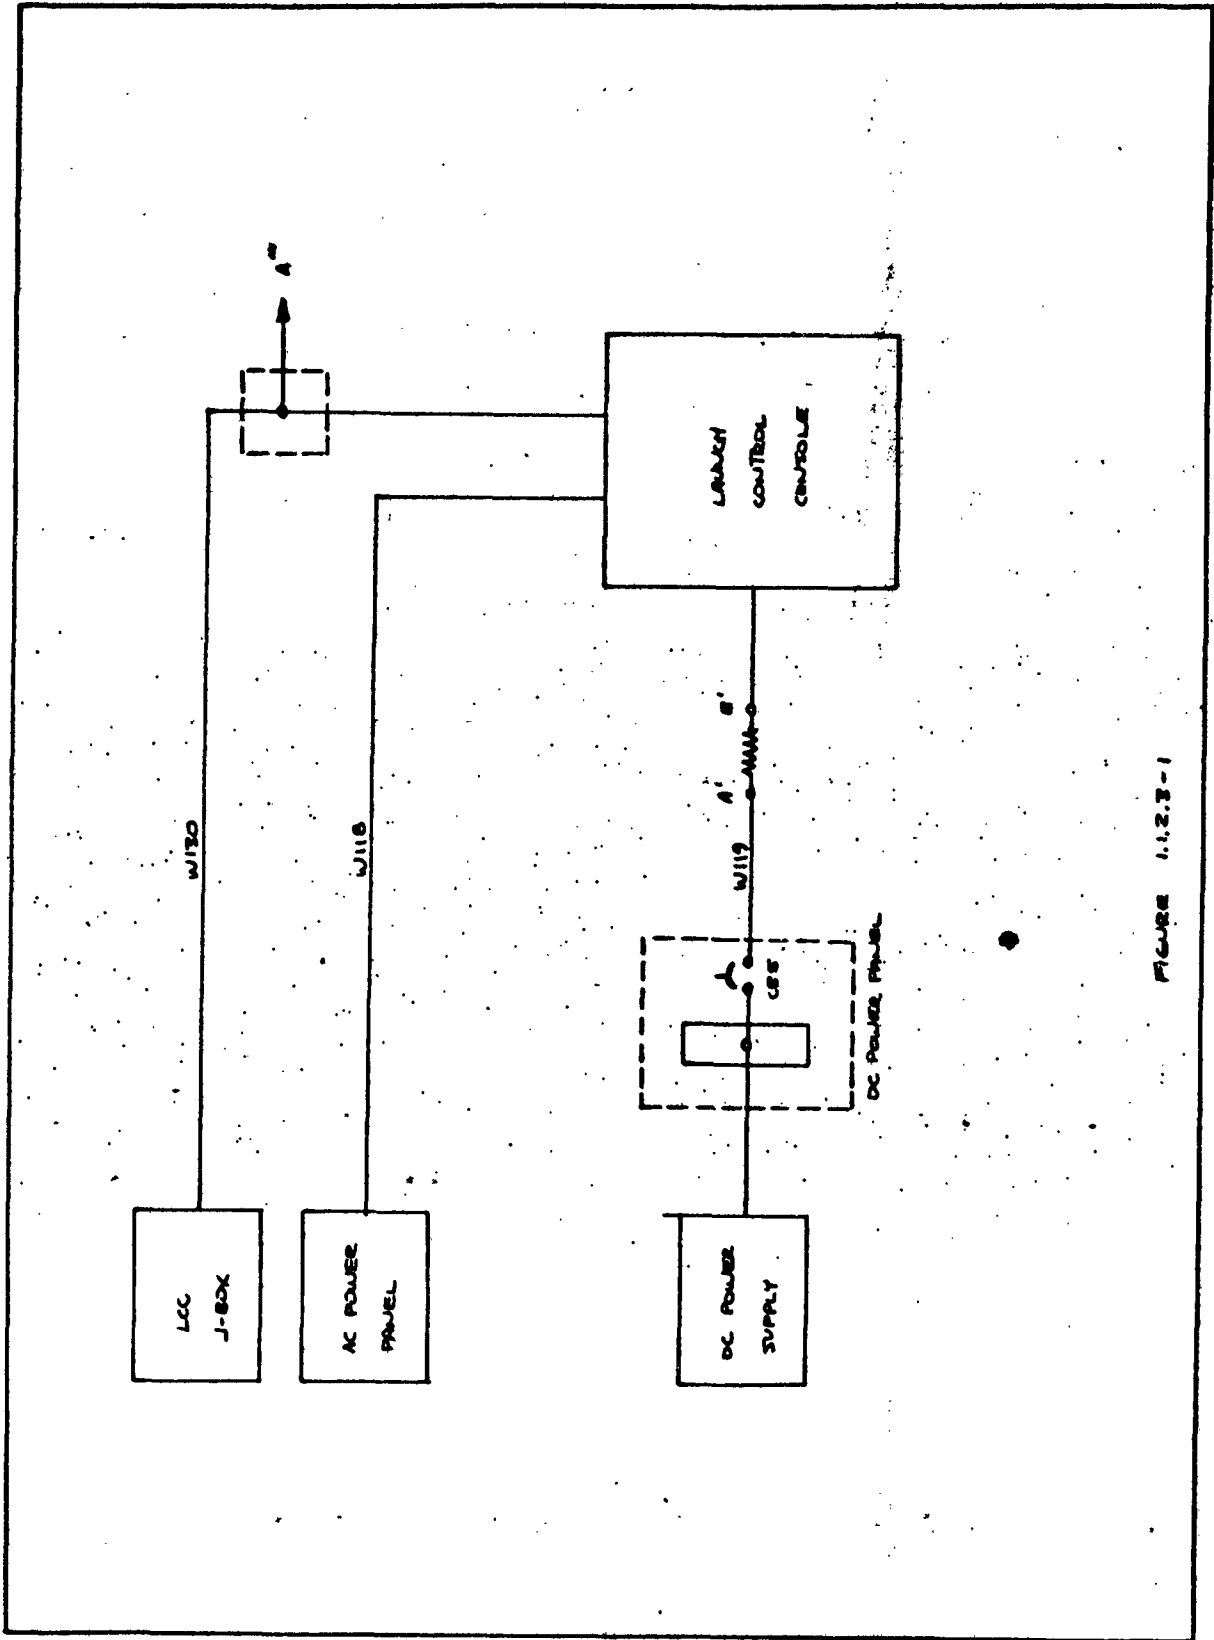 LCC
J-BOX
AC POWER
PANEL
DC POWER
SUPPLY
W130
W118
W119
DC POWER PANEL
CB5
A'
B'
A'''
LAUNCH
CONTROL
CONSOLE
FIGURE 1.1.2.3-1